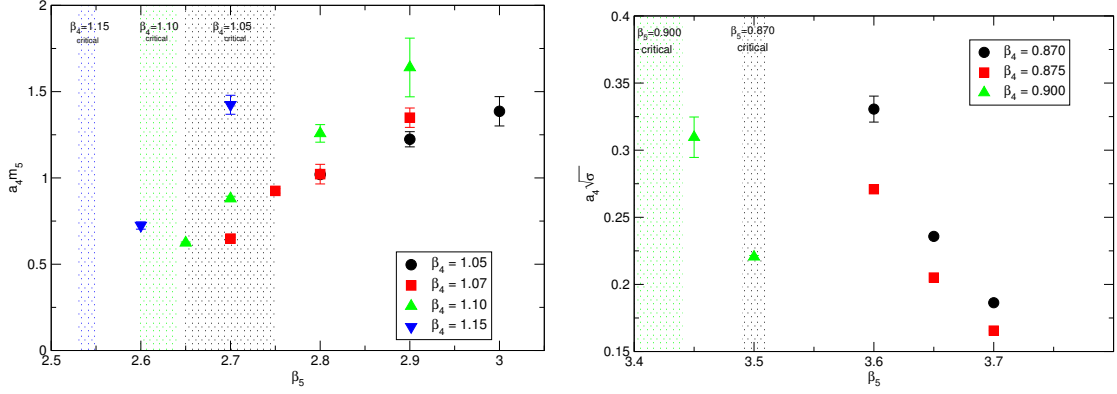 β₄=1.15
critical
β₄=1.10
critical
β₄=1.05
critical
2
1.5
1
0.5
0
a₄m₅
2.5
2.6
2.7
2.8
2.9
3
β₅
β₄ = 1.05
β₄ = 1.07
β₄ = 1.10
β₄ = 1.15
β₅=0.900
critical
β₅=0.870
critical
0.4
0.35
0.3
0.25
0.2
0.15
a₄√σ
3.4
3.5
3.6
3.7
β₅
β₄ = 0.870
β₄ = 0.875
β₄ = 0.900